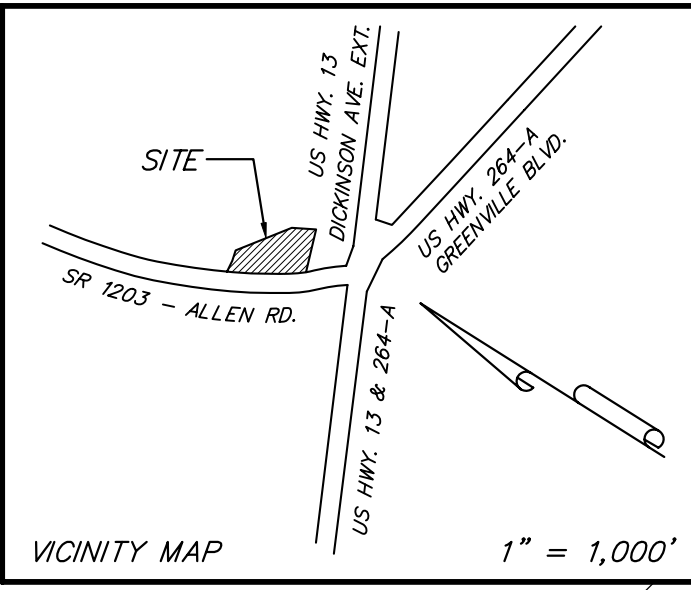 US HWY. 13
DICKINSON AVE. EXT.
SITE
US HWY. 264-A
GREENVILLE BLVD.
SR 1203 - ALLEN RD.
US HWY. 13 & 264-A
VICINITY MAP
1" = 1,000'